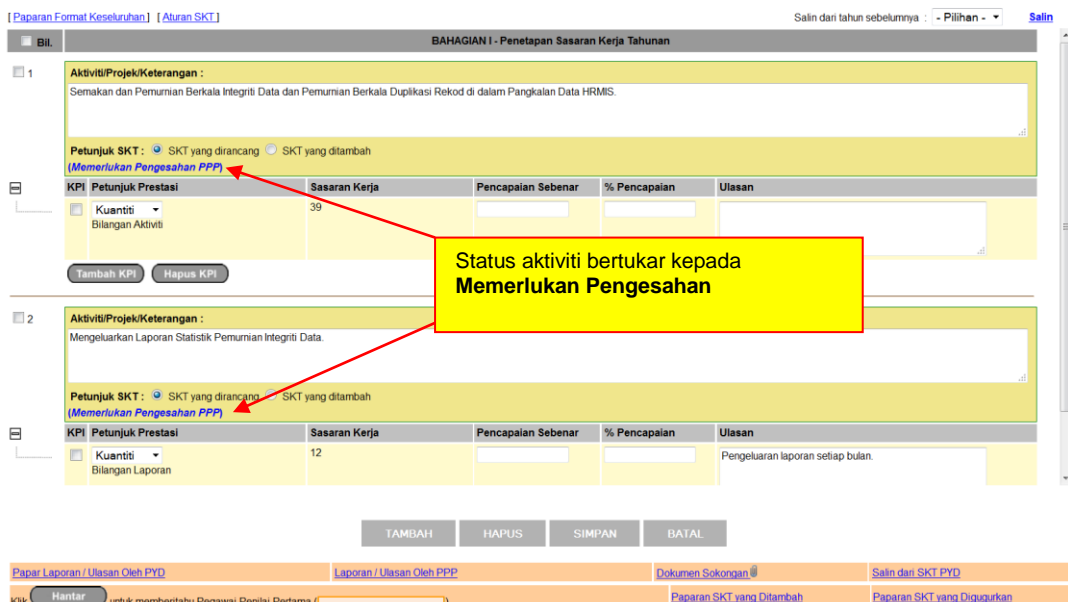 [ Paparan Format Keseluruhan ] [ Aturan SKT ] Salin dari tahun sebelumnya : - Pilihan - Salin
Bil. BAHAGIAN I - Penetapan Sasaran Kerja Tahunan
1 Aktiviti/Projek/Keterangan :
Semakan dan Pemurnian Berkala Integriti Data dan Pemurnian Berkala Duplikasi Rekod di dalam Pangkalan Data HRMIS.
Petunjuk SKT : SKT yang dirancang SKT yang ditambah
(Memerlukan Pengesahan PPP)
KPI Petunjuk Prestasi Sasaran Kerja Pencapaian Sebenar % Pencapaian Ulasan
Kuantiti 39
Bilangan Aktiviti
Tambah KPI Hapus KPI
Status aktiviti bertukar kepada
Memerlukan Pengesahan
2 Aktiviti/Projek/Keterangan :
Mengeluarkan Laporan Statistik Pemurnian Integriti Data.
Petunjuk SKT : SKT yang dirancang SKT yang ditambah
(Memerlukan Pengesahan PPP)
KPI Petunjuk Prestasi Sasaran Kerja Pencapaian Sebenar % Pencapaian Ulasan
Kuantiti 12 Pengeluaran laporan setiap bulan.
Bilangan Laporan
TAMBAH HAPUS SIMPAN BATAL
Papar Laporan / Ulasan Oleh PYD Laporan / Ulasan Oleh PPP Dokumen Sokongan Salin dari SKT PYD
Klik Hantar untuk memberitahu Pegawai Penilai Pertama ( ) Paparan SKT yang Ditambah Paparan SKT yang Digugurkan